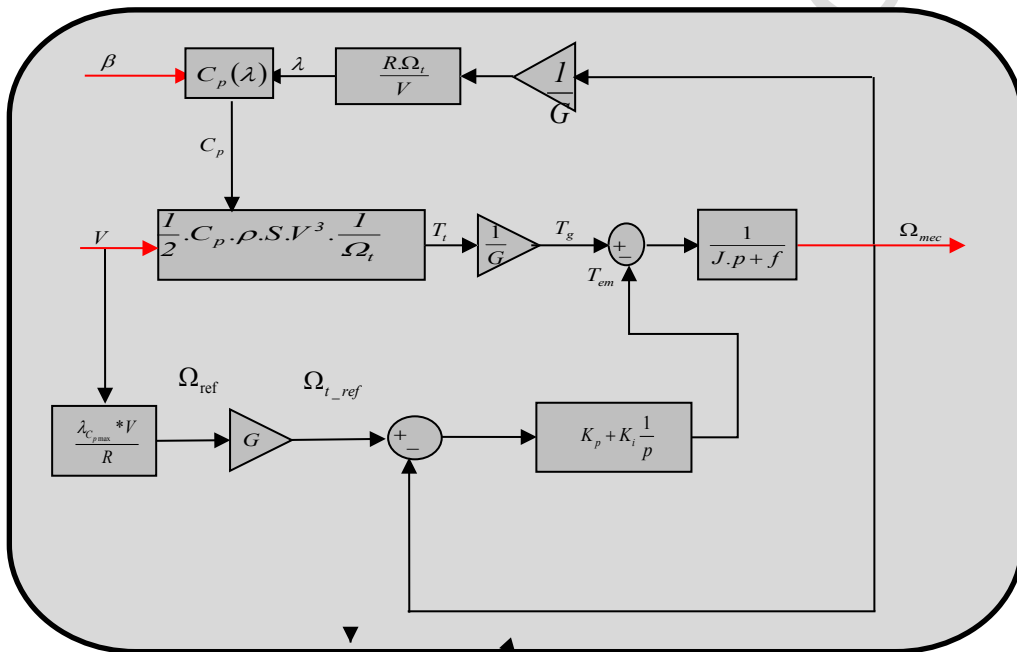 β
C_p(λ)
λ
R.Ω_t / V
1 / G
C_p
V
1/2 .C_p.ρ.S.V³. 1/Ω_t
T_t
1 / G
T_g
+
−
T_em
1 / (J.p + f)
Ω_mec
Ω_ref
Ω_t_ref
λ_Cpmax *V / R
G
+
−
K_p + K_i 1/p